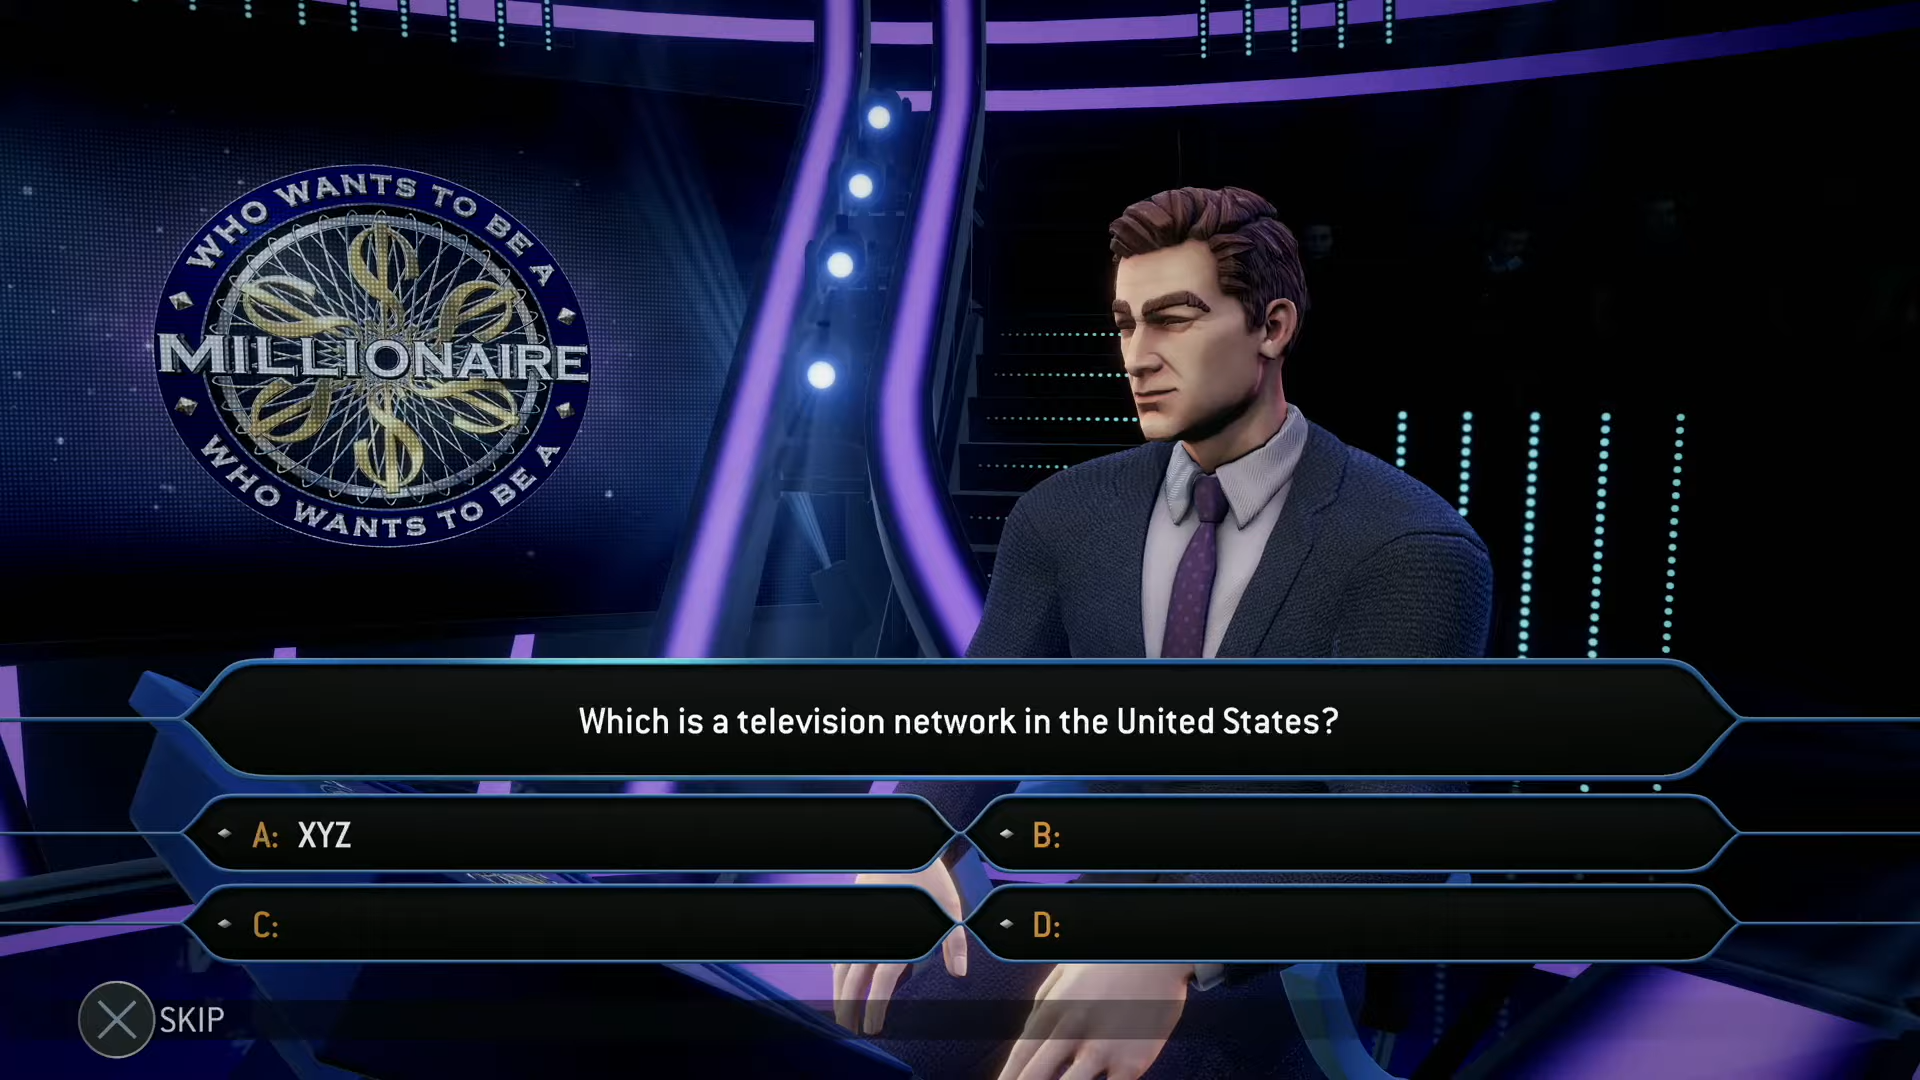 WHO WANTS TO BE A
MILLIONAIRE
WHO WANTS TO BE A
Which is a television network in the United States?
A: XYZ
B:
C:
D:
SKIP